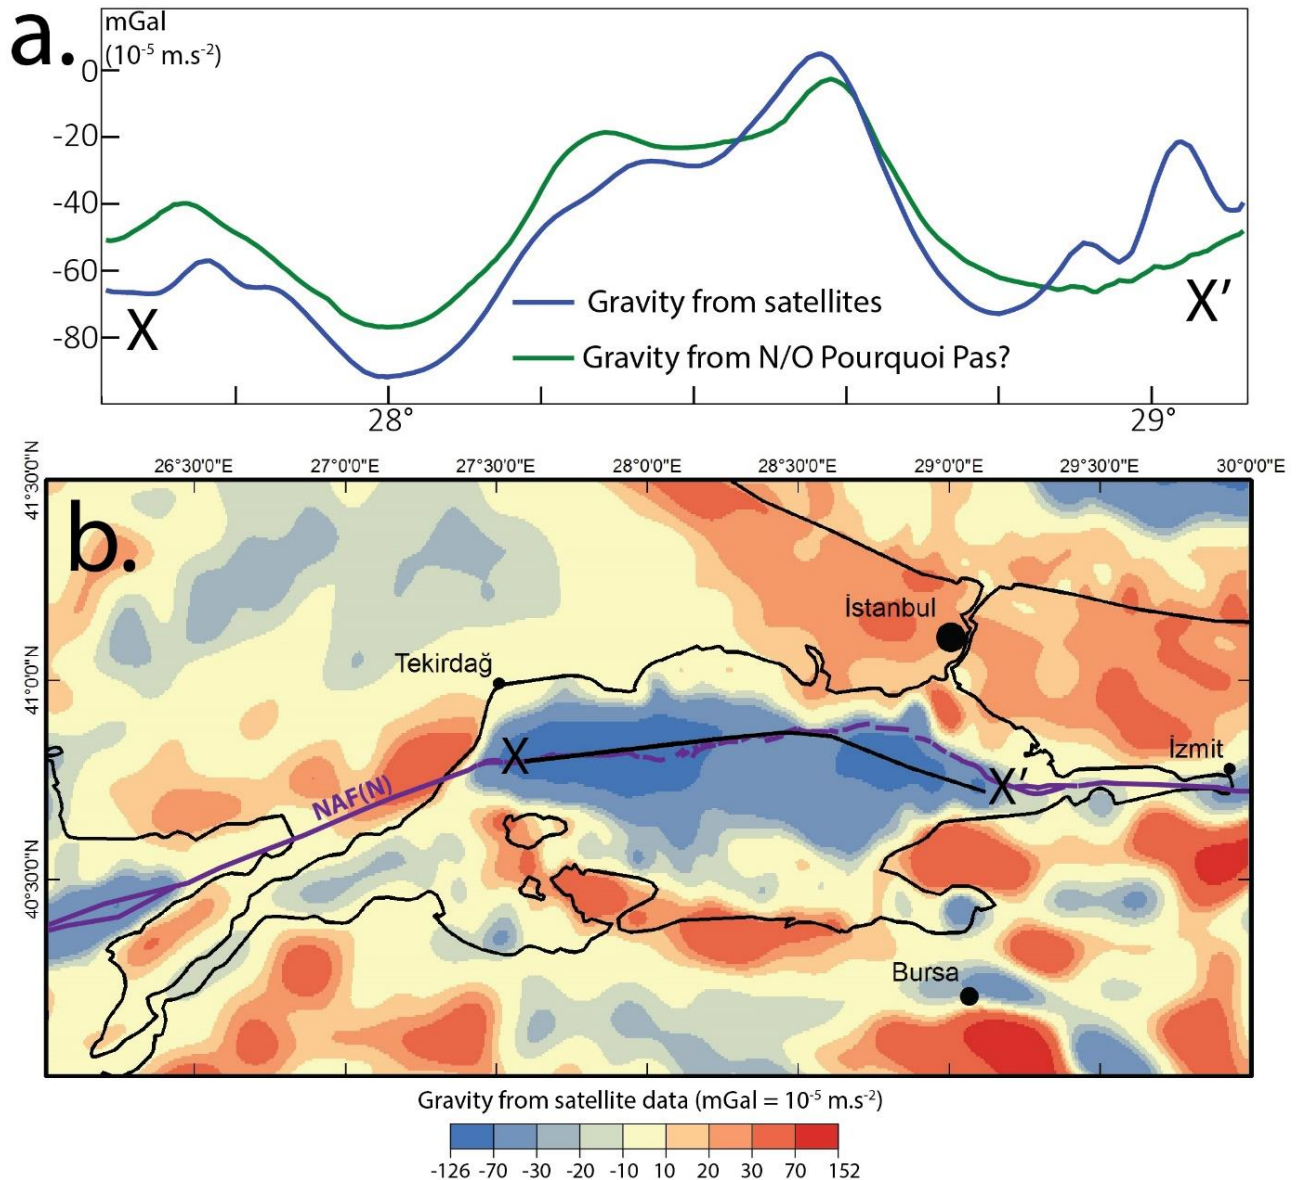 a.
mGal
(10⁻⁵ m.s⁻²)
0
-20
-40
-60
-80
X
X'
Gravity from satellites
Gravity from N/O Pourquoi Pas?
28° 29°
26°30'0"E 27°0'0"E 27°30'0"E 28°0'0"E 28°30'0"E 29°0'0"E 29°30'0"E 30°00'0"E
41°30'0"N
b.
İstanbul
Tekirdağ
41°0'0"N
İzmit
X
X'
NAF(N)
40°30'0"N
Bursa
Gravity from satellite data (mGal = 10⁻⁵ m.s⁻²)
-126 -70 -30 -20 -10 10 20 30 70 152